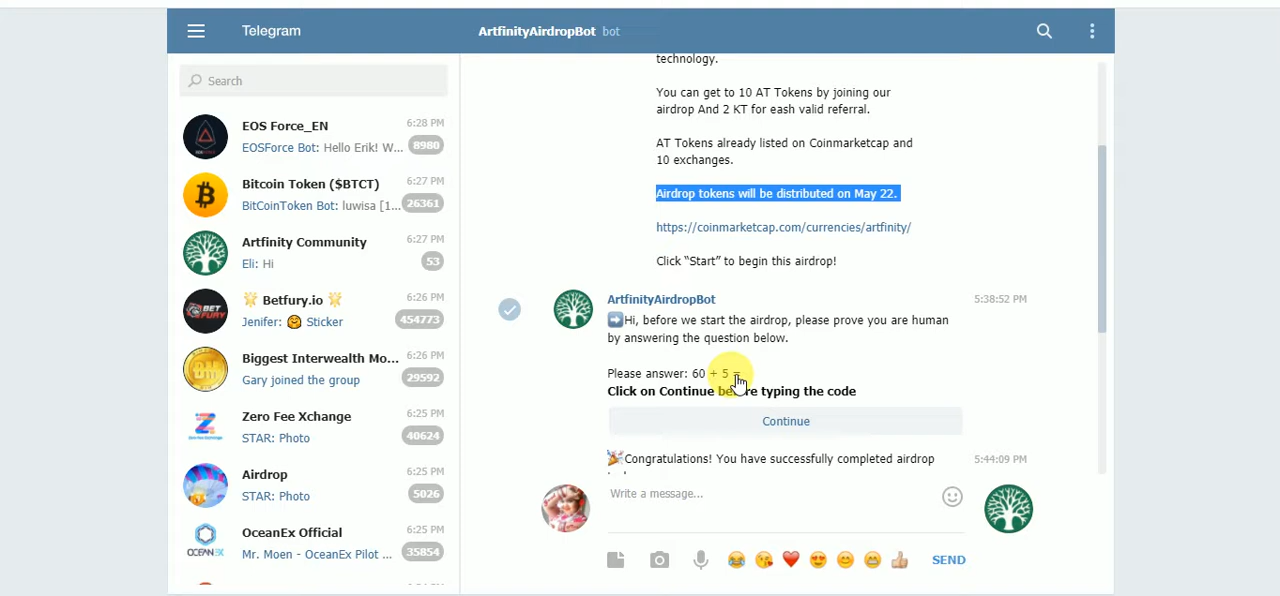 Telegram
ArtfinityAirdropBot bot
Search
EOS Force_EN 6:28 PM
EOSForce Bot: Hello Erik! W... 8980
Bitcoin Token ($BTCT) 6:27 PM
BitCoinToken Bot: luwisa [1... 26361
Artfinity Community 6:27 PM
Eli: Hi 53
🌟 Betfury.io 🌟 6:26 PM
BET FURY
Jenifer: 🤗 Sticker 454773
Biggest Interwealth Mo... 6:26 PM
Gary joined the group 29592
Zero Fee Xchange 6:25 PM
STAR: Photo 40624
Airdrop 6:25 PM
STAR: Photo 5026
OceanEx Official 6:25 PM
OCEANEX
Mr. Moen - OceanEx Pilot ... 35854
technology.
You can get to 10 AT Tokens by joining our
airdrop And 2 KT for eash valid referral.
AT Tokens already listed on Coinmarketcap and
10 exchanges.
Airdrop tokens will be distributed on May 22.
https://coinmarketcap.com/currencies/artfinity/
Click “Start” to begin this airdrop!
ArtfinityAirdropBot 5:38:52 PM
➡️Hi, before we start the airdrop, please prove you are human
by answering the question below.
Please answer: 60 + 5 =
Click on Continue before typing the code
Continue
🎉Congratulations! You have successfully completed airdrop 5:44:09 PM
Write a message...
😂 😘 ❤️ 😍 😊 😁 👍 SEND